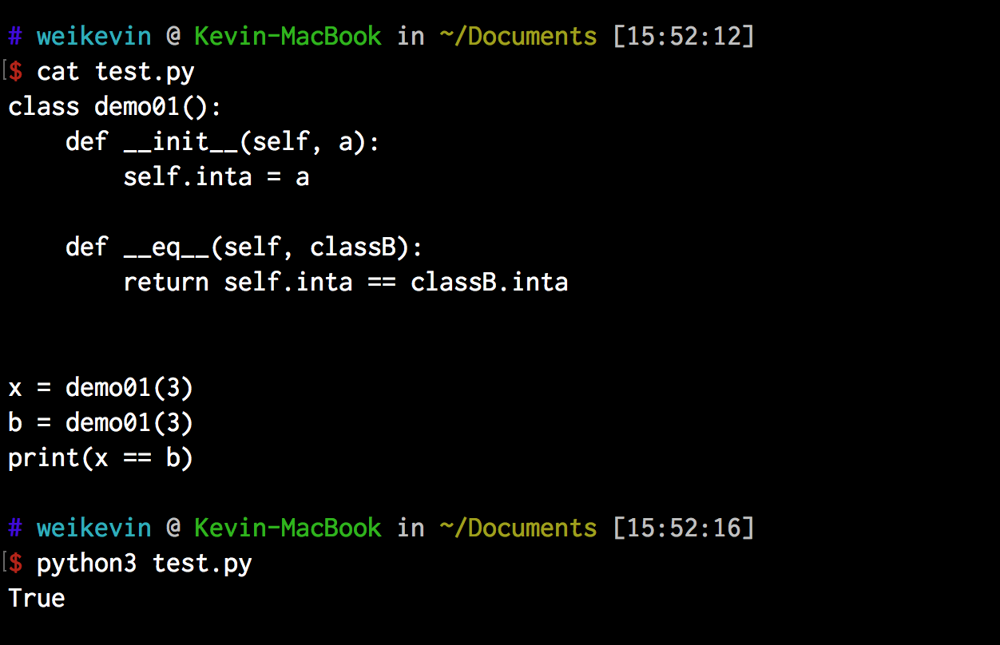 # weikevin @ Kevin-MacBook in ~/Documents [15:52:12]
[$ cat test.py
class demo01():
    def __init__(self, a):
        self.inta = a

    def __eq__(self, classB):
        return self.inta == classB.inta


x = demo01(3)
b = demo01(3)
print(x == b)

# weikevin @ Kevin-MacBook in ~/Documents [15:52:16]
[$ python3 test.py
True